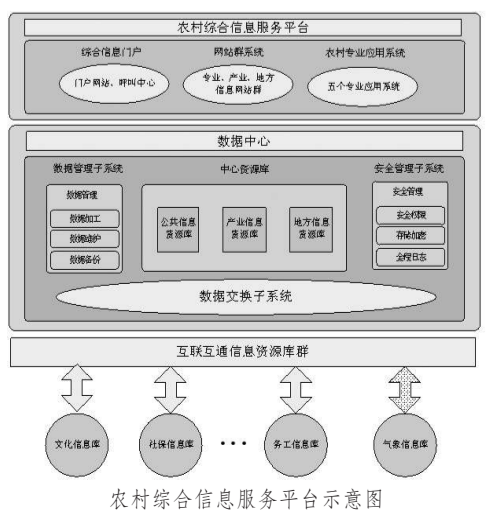 农村综合信息服务平台
综合信息门户
网站群系统
农村专业应用系统
门户网站、呼叫中心
专业、产业、地方
信息网站群
五个专业应用系统
数据中心
数据管理子系统
中心资源库
安全管理子系统
数据管理
数据加工
数据维护
数据备份
公共信息
资源库
产业信息
资源库
地方信息
资源库
安全管理
安全权限
存储加密
全程日志
数据交换子系统
互联互通信息资源库群
文化信息库
社保信息库
···
务工信息库
气象信息库
农村综合信息服务平台示意图